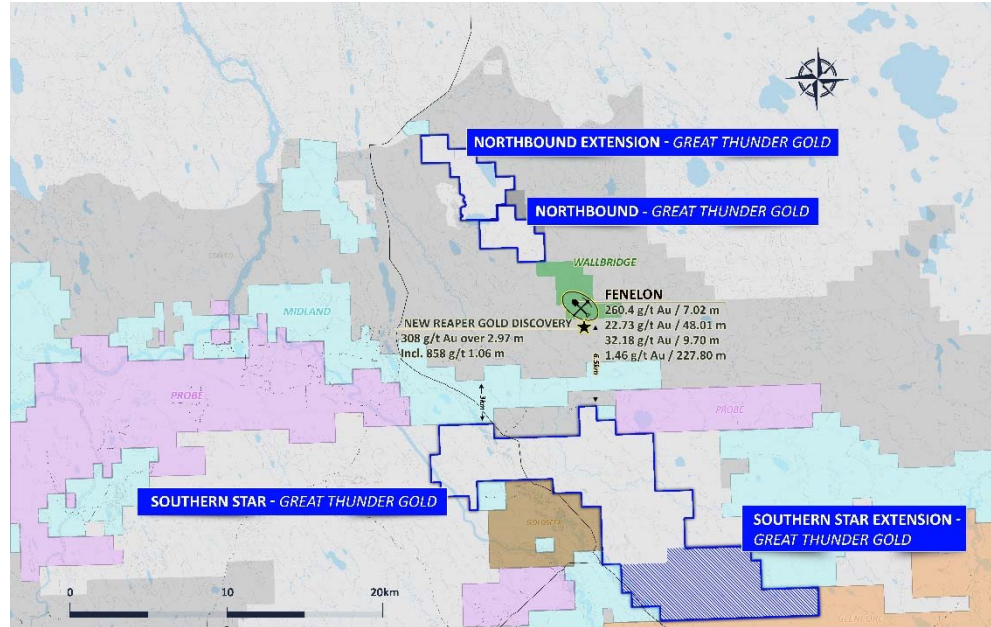 NORTHBOUND EXTENSION - GREAT THUNDER GOLD
NORTHBOUND - GREAT THUNDER GOLD
WALLBRIDGE
FENELON
260.4 g/t Au / 7.02 m
22.73 g/t Au / 48.01 m
32.18 g/t Au / 9.70 m
1.46 g/t Au / 227.80 m
NEW REAPER GOLD DISCOVERY
308 g/t Au over 2.97 m
Incl. 858 g/t 1.06 m
MIDLAND
6.5km
3km
PROBE
PROBE
SOUTHERN STAR - GREAT THUNDER GOLD
SOUTHERN STAR EXTENSION -
GREAT THUNDER GOLD
0 10 20km